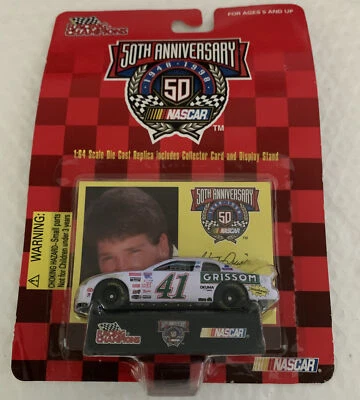 RACING CHAMPIONS
FOR AGES 5 AND UP
50TH ANNIVERSARY
1948-1998
50
NASCAR
TM
1:64 Scale Die Cast Replica Includes Collector Card and Display Stand
50TH ANNIVERSARY
50
NASCAR
TM
WARNING:
CHOKING HAZARD-Small parts
Not for Children under 3 years
GRISSOM
41
OKUMA
RACING CHAMPIONS
NASCAR